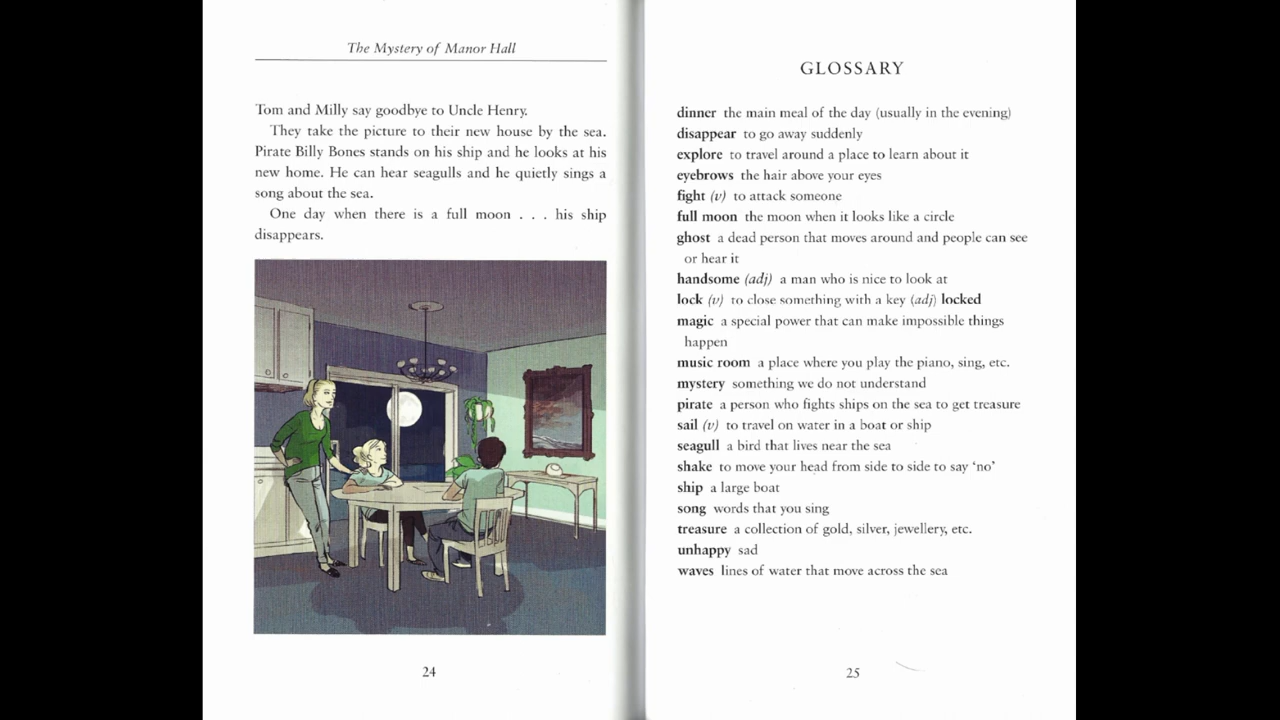 The Mystery of Manor Hall
Tom and Milly say goodbye to Uncle Henry.
They take the picture to their new house by the sea.
Pirate Billy Bones stands on his ship and he looks at his
new home. He can hear seagulls and he quietly sings a
song about the sea.
One day when there is a full moon . . . his ship
disappears.
24
GLOSSARY
dinner the main meal of the day (usually in the evening)
disappear to go away suddenly
explore to travel around a place to learn about it
eyebrows the hair above your eyes
fight (v) to attack someone
full moon the moon when it looks like a circle
ghost a dead person that moves around and people can see
or hear it
handsome (adj) a man who is nice to look at
lock (v) to close something with a key (adj) locked
magic a special power that can make impossible things
happen
music room a place where you play the piano, sing, etc.
mystery something we do not understand
pirate a person who fights ships on the sea to get treasure
sail (v) to travel on water in a boat or ship
seagull a bird that lives near the sea
shake to move your head from side to side to say ‘no’
ship a large boat
song words that you sing
treasure a collection of gold, silver, jewellery, etc.
unhappy sad
waves lines of water that move across the sea
25